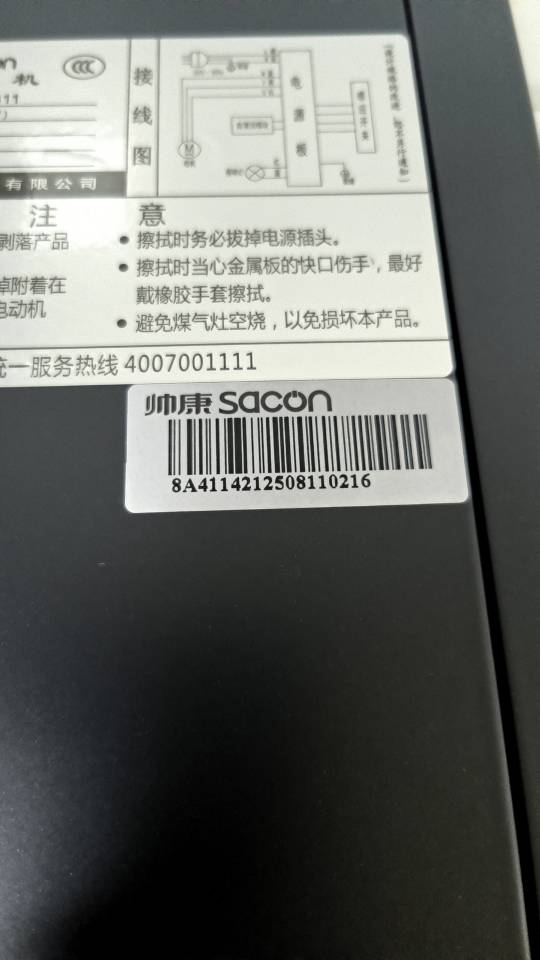 机
接线图
电源板
M
有限公司
注 意
剥落产品
附着在
电动机
● 擦拭时务必拔掉电源插头。
● 擦拭时当心金属板的快口伤手，最好
戴橡胶手套擦拭。
● 避免煤气灶空烧，以免损坏本产品。
统一服务热线 4007001111
帅康 sacon
8A4114212508110216